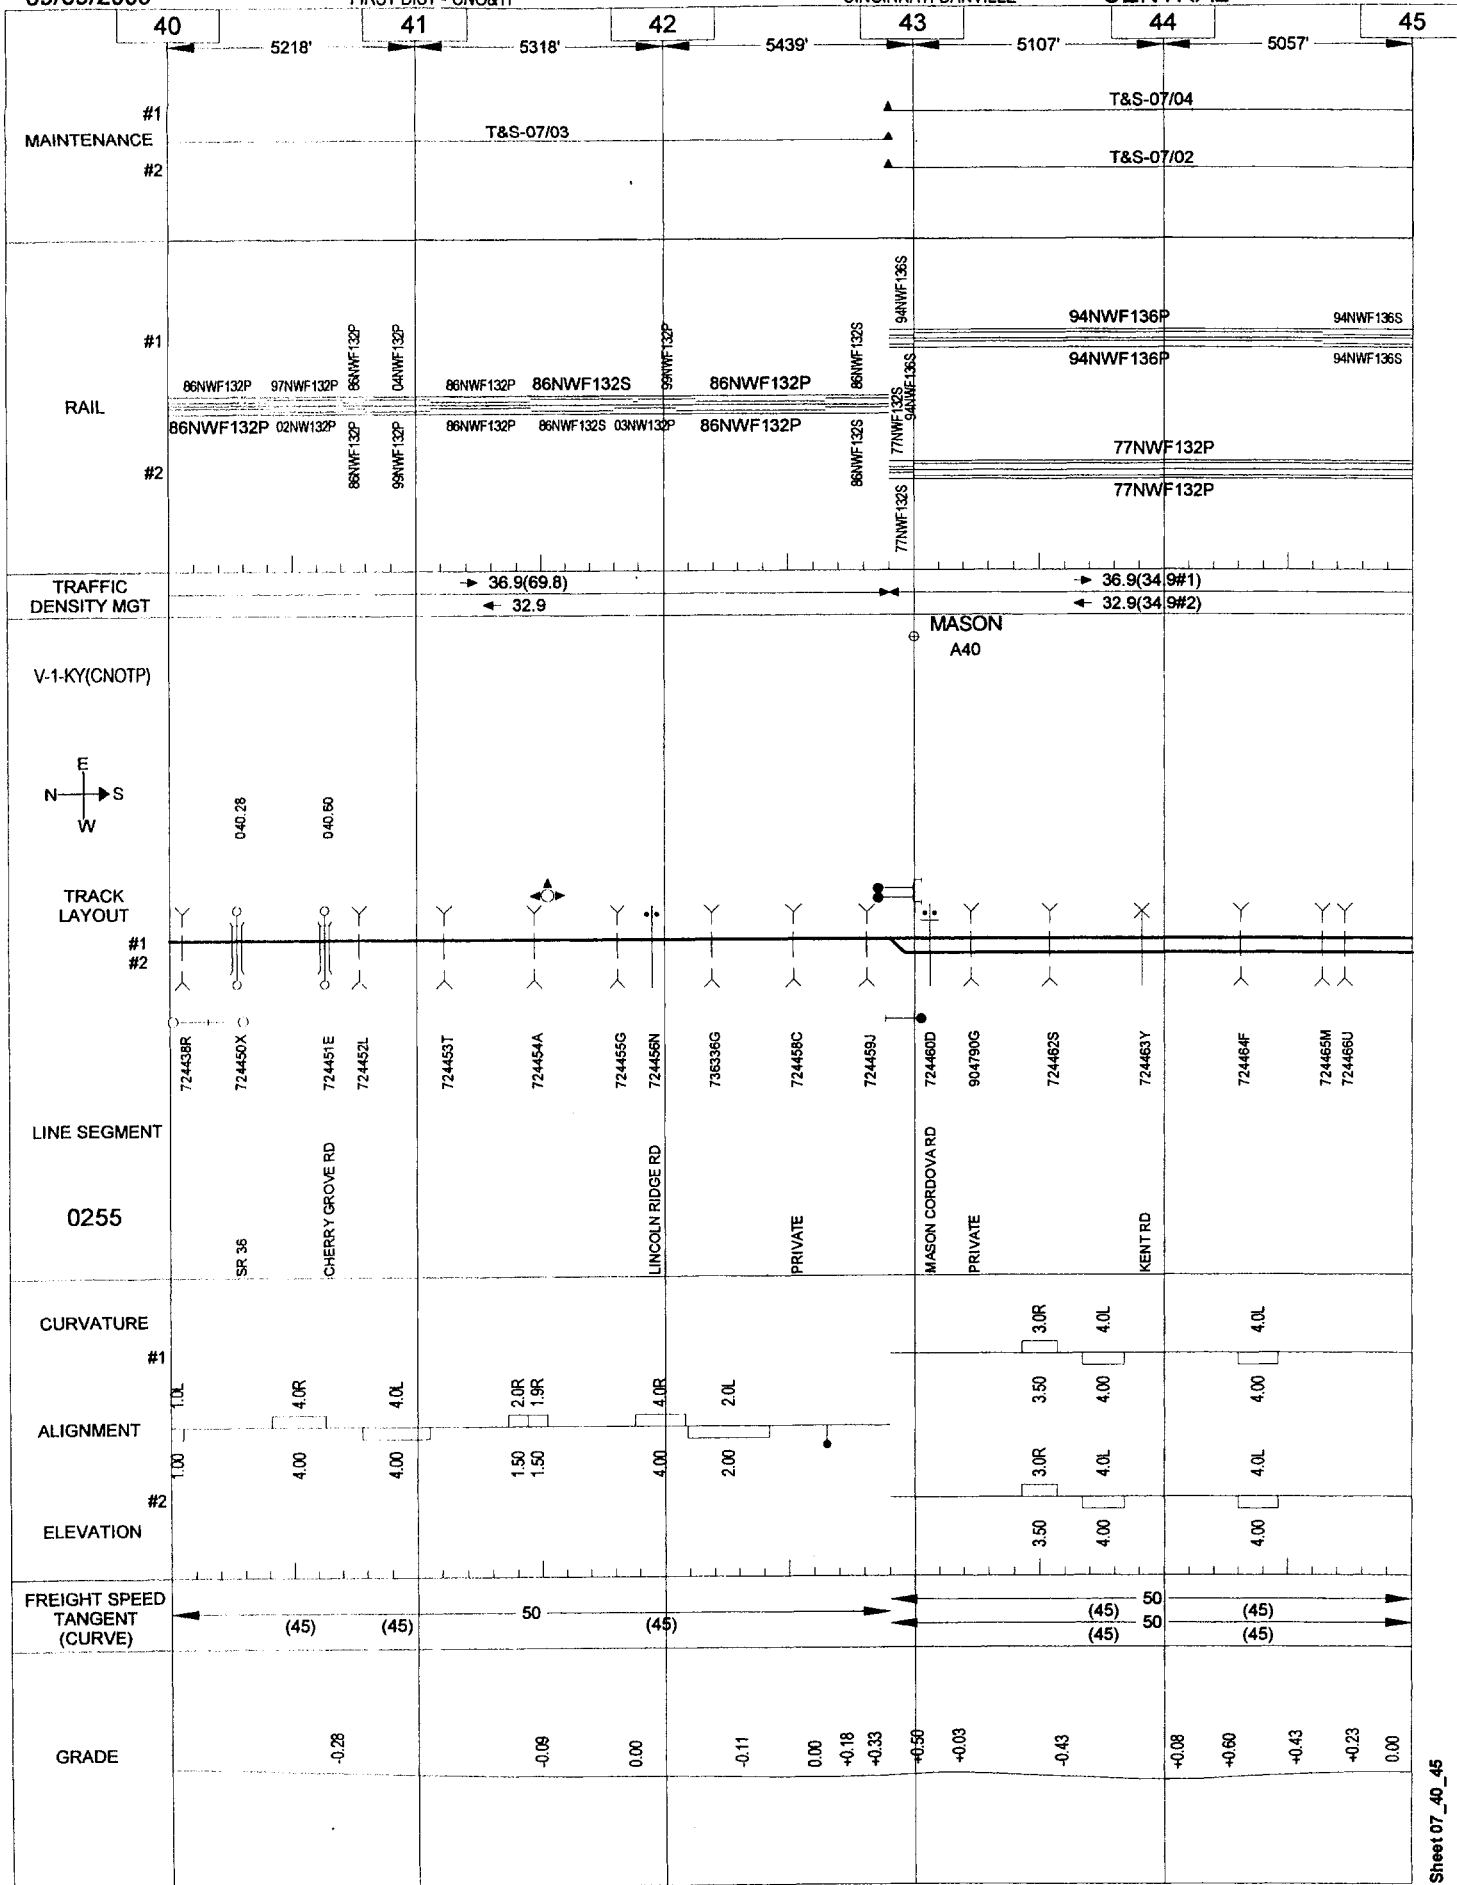 40 41 42 43 44 45
5218' 5318' 5439' 5107' 5057'
#1
MAINTENANCE
#2
T&S-07/03
T&S-07/04
T&S-07/02
#1
RAIL
#2
86NWF132P 97NWF132P 86NWF132P 04NWF132P 86NWF132P 86NWF132S 99NWF132P 86NWF132P 86NWF132S
86NWF132P 02NW132P 86NWF132P 99NWF132P 86NWF132P 86NWF132S 03NW132P 86NWF132P 86NWF132S
94NWF136S 94NWF136P 94NWF136S
94NWF136S 94NWF136P 94NWF136S
77NWF132S 77NWF132P
77NWF132S 77NWF132P
TRAFFIC
DENSITY MGT
36.9(69.8) 36.9(34.9#1)
32.9 32.9(34.9#2)
MASON
A40
V-1-KY(CNOTP)
E
N S
W
040.28 040.60
TRACK
LAYOUT
#1
#2
724438R 724450X 724451E 724452L 724453T 724454A 724455G 724456N 736336G 724458C 724459J 724460D 904790G 724462S 724463Y 724464F 724465M 724466U
LINE SEGMENT
0255
SR 36 CHERRY GROVE RD LINCOLN RIDGE RD PRIVATE MASON CORDOVA RD PRIVATE KENT RD
CURVATURE
#1
3.0R 4.0L 4.0L
3.50 4.00 4.00
1.0L 4.0R 4.0L 2.0R 1.9R 4.0R 2.0L
ALIGNMENT
1.00 4.00 4.00 1.50 1.50 4.00 2.00
#2
3.0R 4.0L 4.0L
ELEVATION
3.50 4.00 4.00
FREIGHT SPEED
TANGENT
(CURVE)
50
(45) (45) (45)
50
(45) (45)
50
(45) (45)
GRADE
-0.28 -0.09 0.00 -0.11 0.00 +0.18 +0.33 +0.50 +0.03 -0.43 +0.08 +0.60 +0.43 +0.23 0.00
Sheet 07_40_45